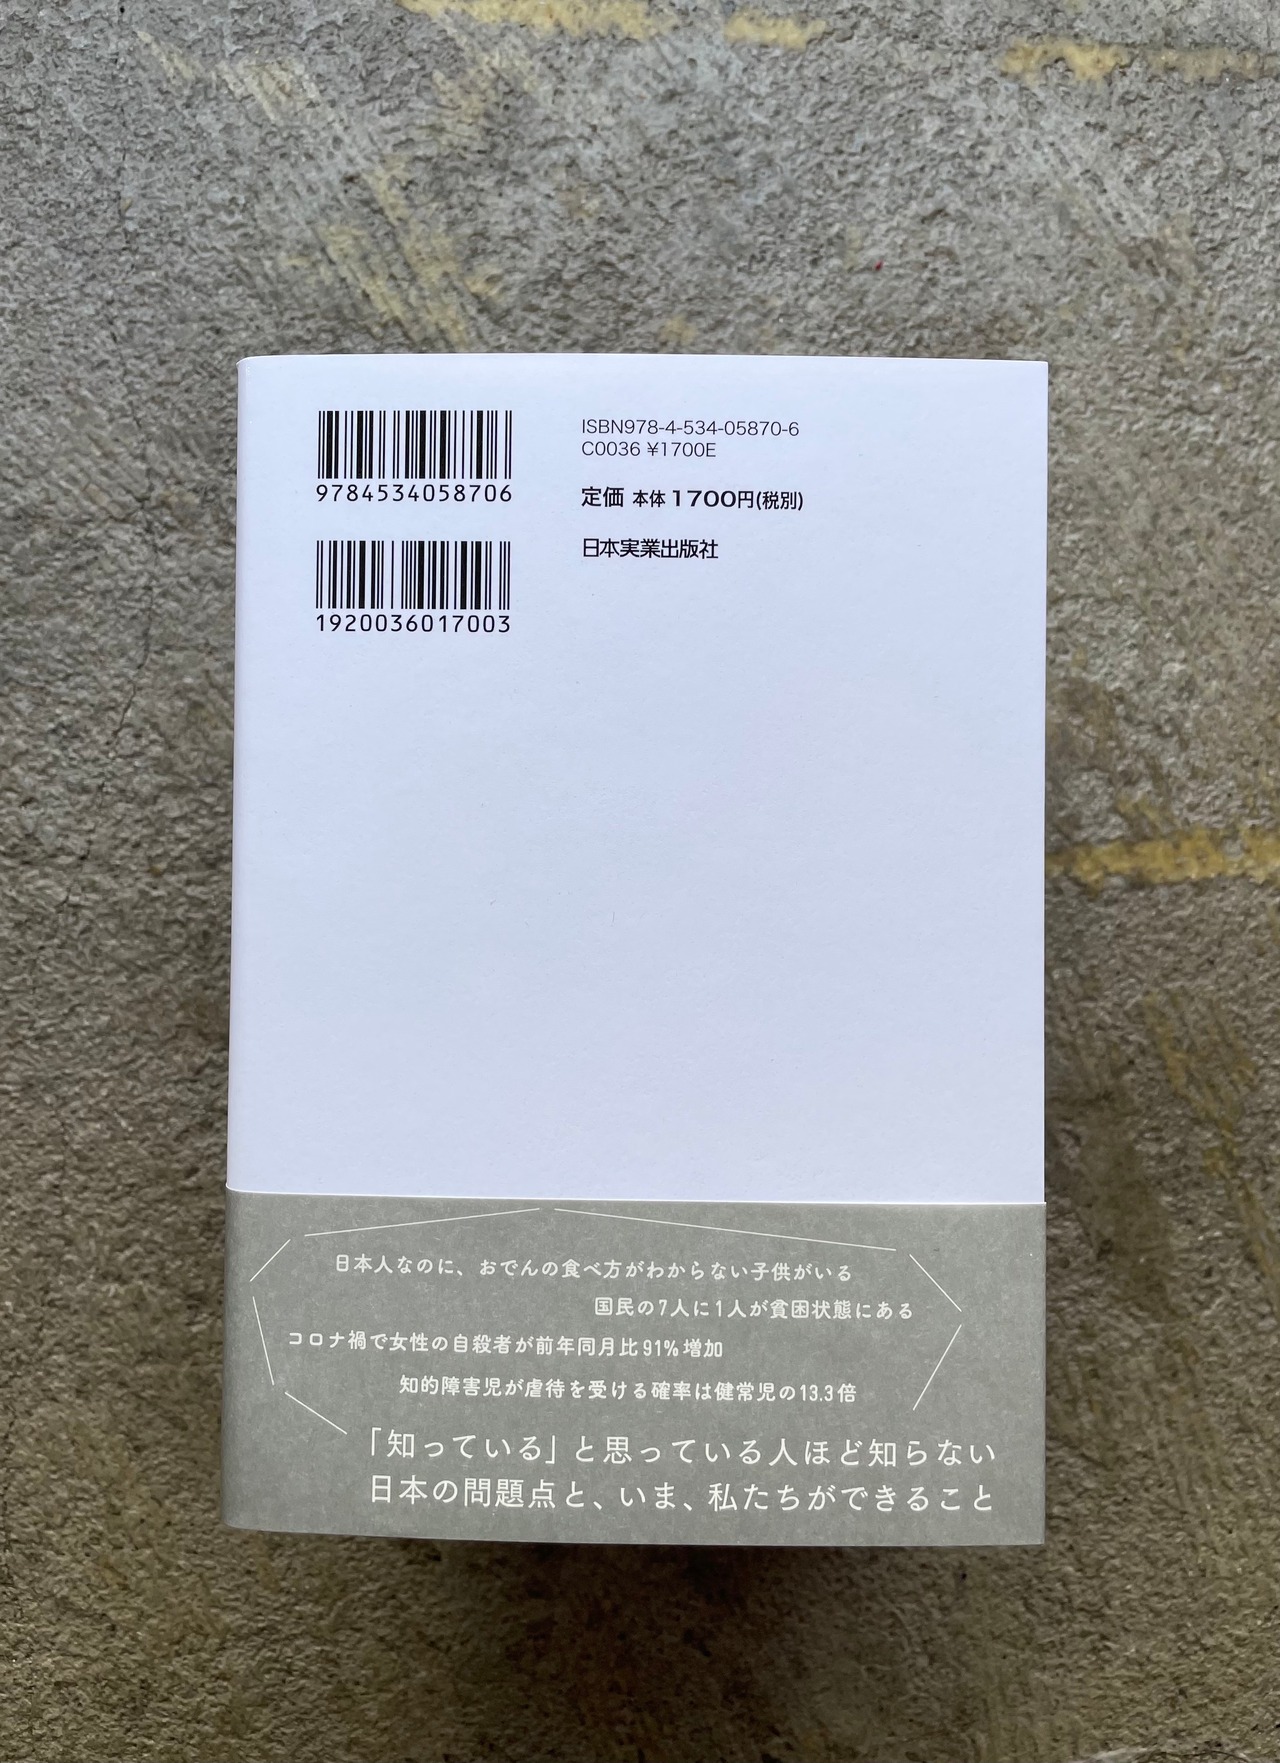 9784534058706
1920036017003
ISBN978-4-534-05870-6
C0036 ¥1700E
定価 本体1700円(税別)
日本実業出版社
日本人なのに、おでんの食べ方がわからない子供がいる
国民の7人に1人が貧困状態にある
コロナ禍で女性の自殺者が前年同月比91%増加
知的障害児が虐待を受ける確率は健常児の13.3倍
「知っている」と思っている人ほど知らない
日本の問題点と、いま、私たちができること